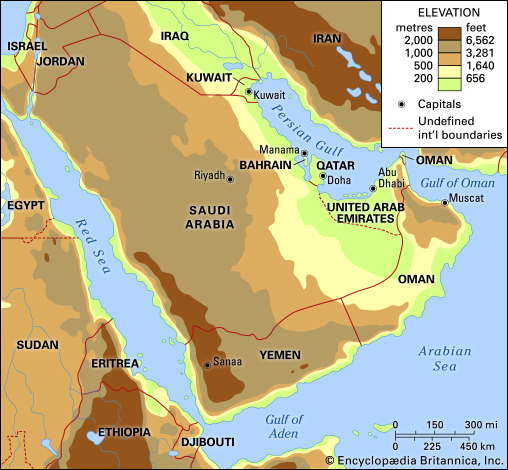 ELEVATION
metres feet
2,000 6,562
1,000 3,281
500 1,640
200 656
Capitals
Undefined
int'l boundaries
ISRAEL
JORDAN
IRAQ
IRAN
KUWAIT
Kuwait
Persian Gulf
Manama
BAHRAIN
QATAR
Doha
Abu
Dhabi
OMAN
Gulf of Oman
Muscat
Riyadh
UNITED ARAB
EMIRATES
EGYPT
Red Sea
SAUDI
ARABIA
OMAN
SUDAN
ERITREA
Sanaa
YEMEN
Arabian
Sea
ETHIOPIA
DJIBOUTI
Gulf of
Aden
0 150 300 mi
0 225 450 km
© Encyclopædia Britannica, Inc.